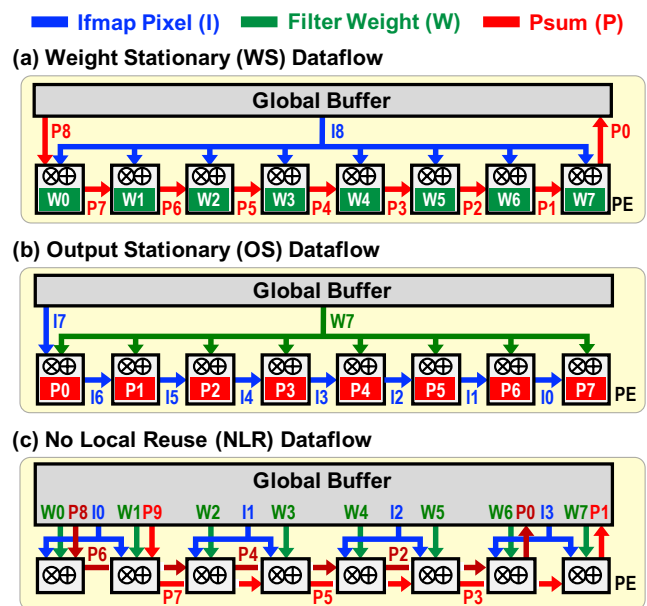 Ifmap Pixel (I) Filter Weight (W) Psum (P)
(a) Weight Stationary (WS) Dataflow
Global Buffer
P8 I8 P0
W0 W1 W2 W3 W4 W5 W6 W7 PE
P7 P6 P5 P4 P3 P2 P1
(b) Output Stationary (OS) Dataflow
Global Buffer
I7 W7
P0 P1 P2 P3 P4 P5 P6 P7 PE
I6 I5 I4 I3 I2 I1 I0
(c) No Local Reuse (NLR) Dataflow
Global Buffer
W0 P8 I0 W1 P9 W2 I1 W3 W4 I2 W5 W6 P0 I3 W7 P1
P6 P4 P2
PE
P7 P5 P3